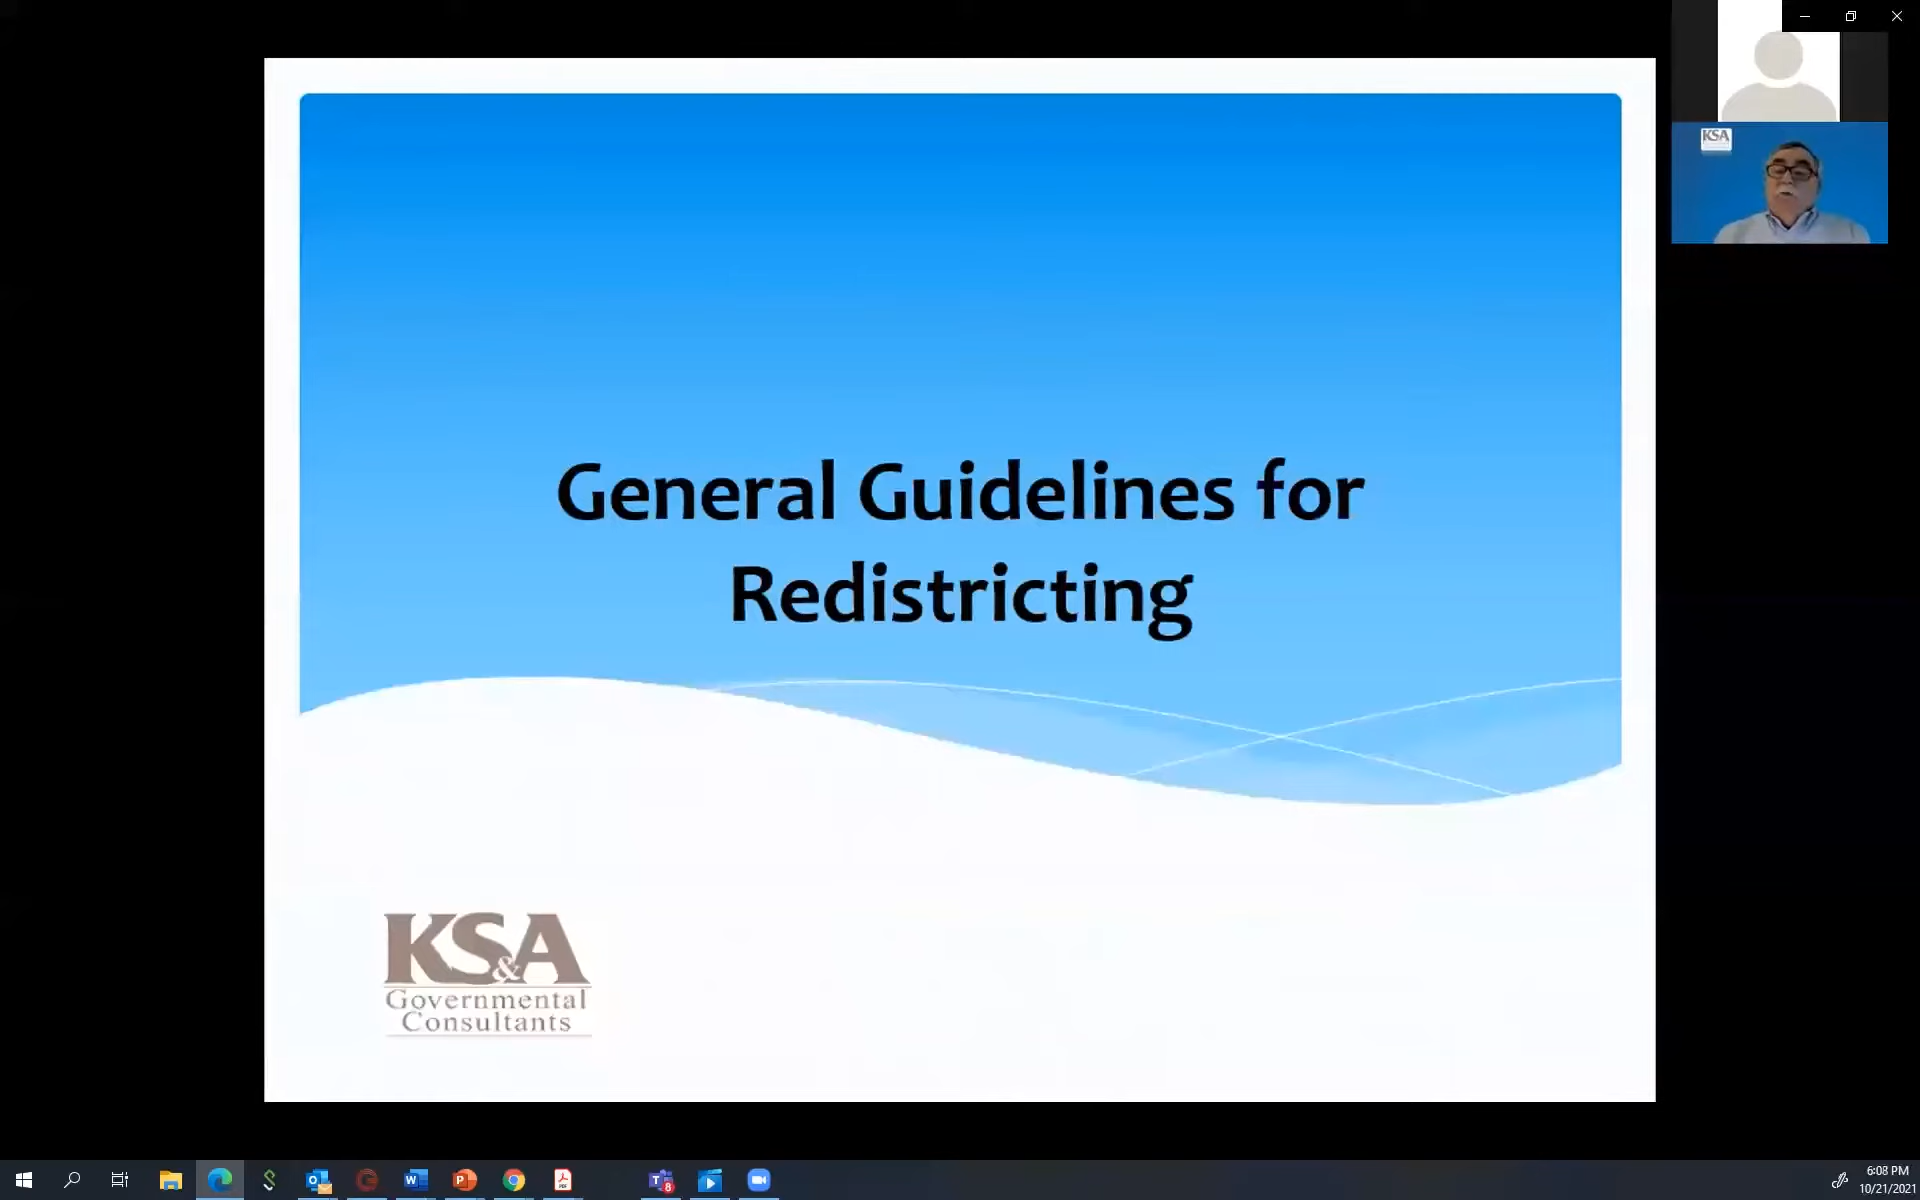 KSA
General Guidelines for
Redistricting
KS&A
Governmental
Consultants
6:08 PM
10/21/2021